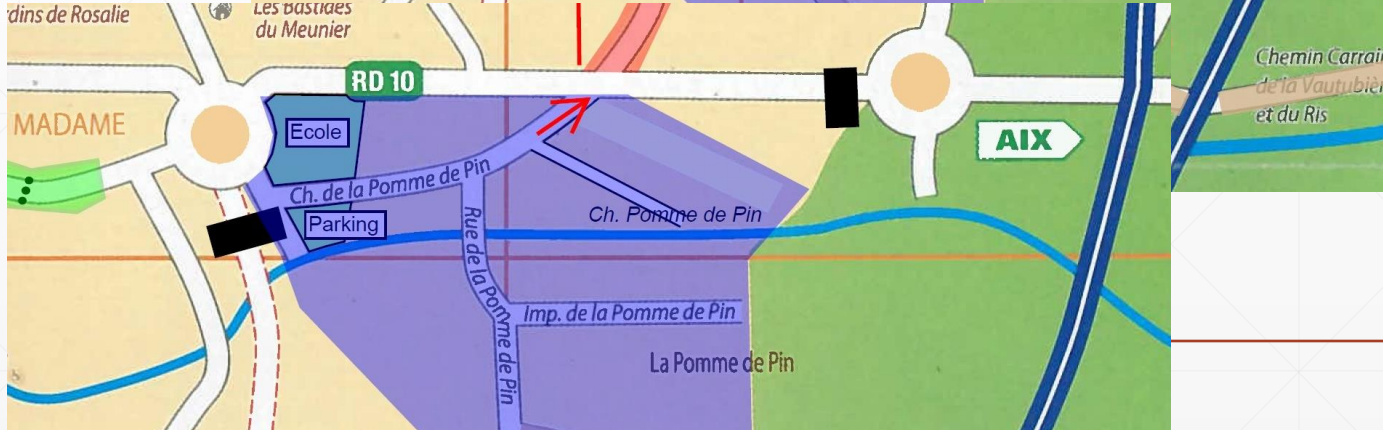 rdins de Rosalie
Les Bastides
du Meunier
RD 10
Chemin Carrair
de la Vautubièr
et du Ris
MADAME
Ecole
AIX
Ch. de la Pomme de Pin
Parking
Ch. Pomme de Pin
Rue de la Pomme de Pin
Imp. de la Pomme de Pin
La Pomme de Pin